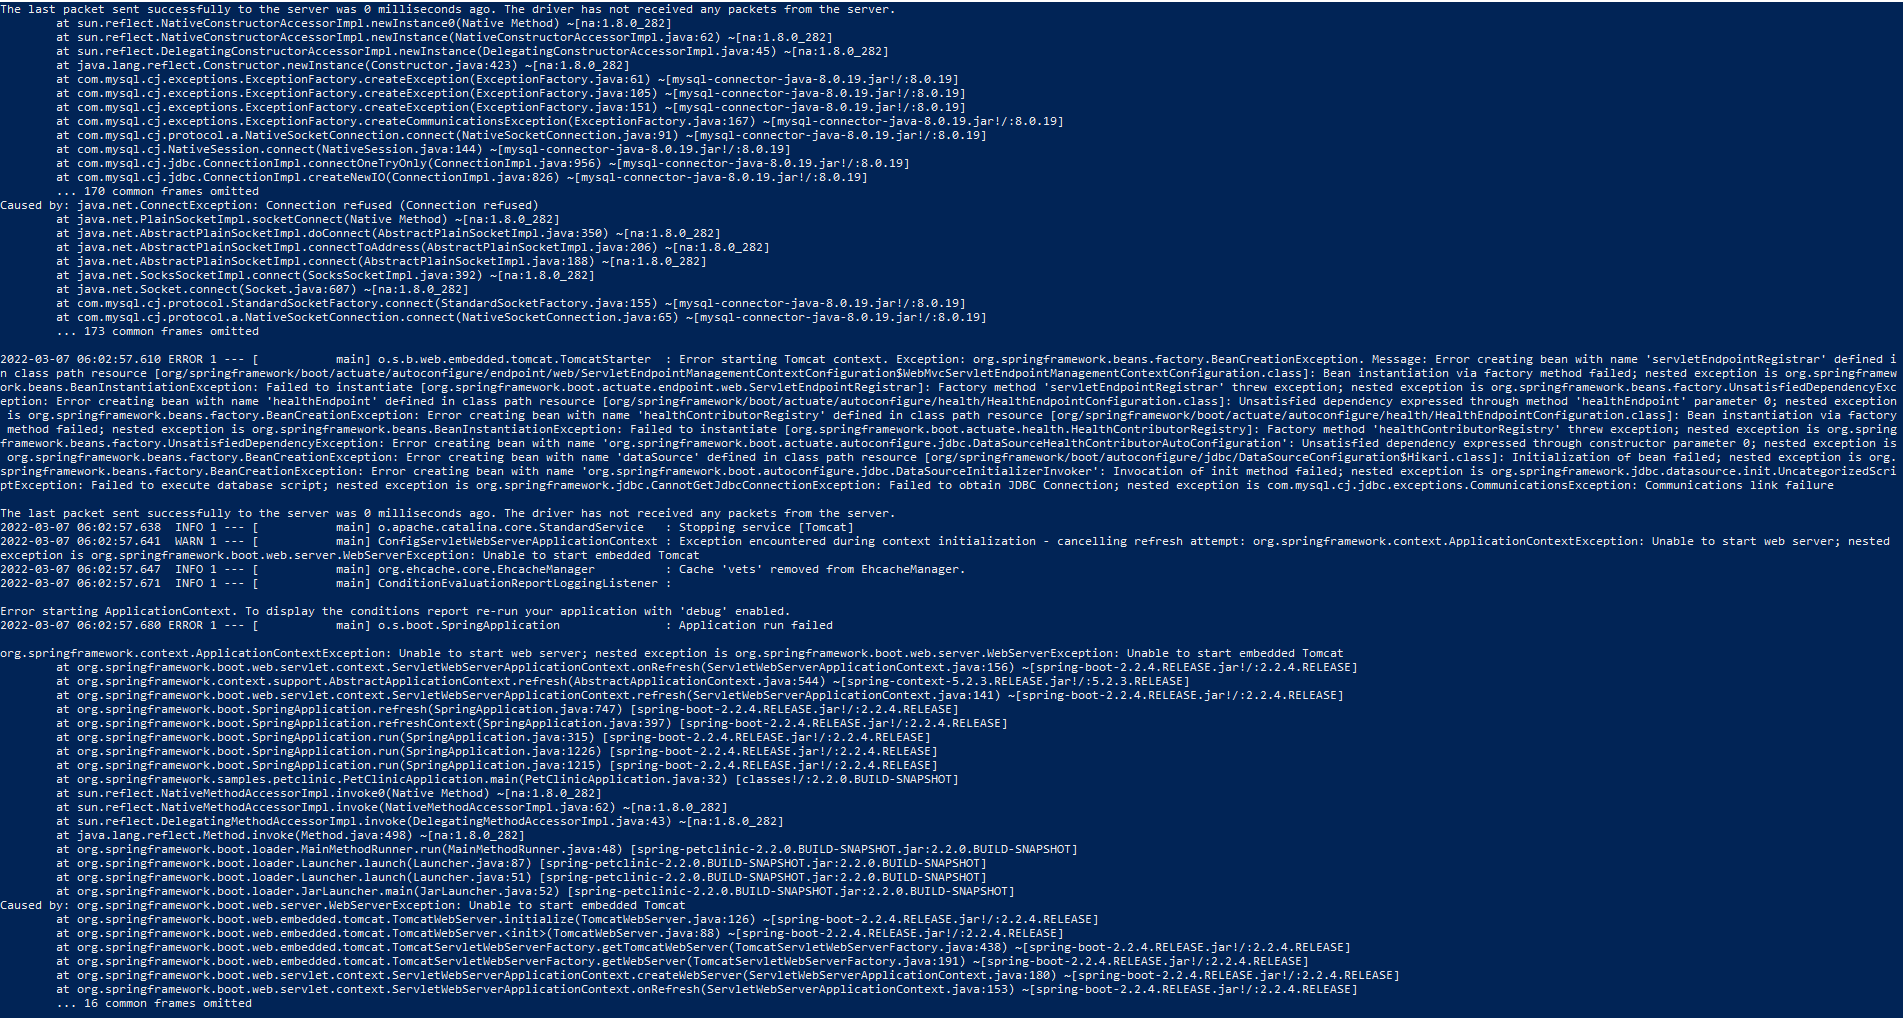 The last packet sent successfully to the server was 0 milliseconds ago. The driver has not received any packets from the server.
at sun.reflect.NativeConstructorAccessorImpl.newInstance0(Native Method) ~[na:1.8.0_282]
at sun.reflect.NativeConstructorAccessorImpl.newInstance(NativeConstructorAccessorImpl.java:62) ~[na:1.8.0_282]
at sun.reflect.DelegatingConstructorAccessorImpl.newInstance(DelegatingConstructorAccessorImpl.java:45) ~[na:1.8.0_282]
at java.lang.reflect.Constructor.newInstance(Constructor.java:423) ~[na:1.8.0_282]
at com.mysql.cj.exceptions.ExceptionFactory.createException(ExceptionFactory.java:61) ~[mysql-connector-java-8.0.19.jar!/:8.0.19]
at com.mysql.cj.exceptions.ExceptionFactory.createException(ExceptionFactory.java:105) ~[mysql-connector-java-8.0.19.jar!/:8.0.19]
at com.mysql.cj.exceptions.ExceptionFactory.createException(ExceptionFactory.java:151) ~[mysql-connector-java-8.0.19.jar!/:8.0.19]
at com.mysql.cj.exceptions.ExceptionFactory.createCommunicationsException(ExceptionFactory.java:167) ~[mysql-connector-java-8.0.19.jar!/:8.0.19]
at com.mysql.cj.protocol.a.NativeSocketConnection.connect(NativeSocketConnection.java:91) ~[mysql-connector-java-8.0.19.jar!/:8.0.19]
at com.mysql.cj.NativeSession.connect(NativeSession.java:144) ~[mysql-connector-java-8.0.19.jar!/:8.0.19]
at com.mysql.cj.jdbc.ConnectionImpl.connectOneTryOnly(ConnectionImpl.java:956) ~[mysql-connector-java-8.0.19.jar!/:8.0.19]
at com.mysql.cj.jdbc.ConnectionImpl.createNewIO(ConnectionImpl.java:826) ~[mysql-connector-java-8.0.19.jar!/:8.0.19]
... 170 common frames omitted
Caused by: java.net.ConnectException: Connection refused (Connection refused)
at java.net.PlainSocketImpl.socketConnect(Native Method) ~[na:1.8.0_282]
at java.net.AbstractPlainSocketImpl.doConnect(AbstractPlainSocketImpl.java:350) ~[na:1.8.0_282]
at java.net.AbstractPlainSocketImpl.connectToAddress(AbstractPlainSocketImpl.java:206) ~[na:1.8.0_282]
at java.net.AbstractPlainSocketImpl.connect(AbstractPlainSocketImpl.java:188) ~[na:1.8.0_282]
at java.net.SocksSocketImpl.connect(SocksSocketImpl.java:392) ~[na:1.8.0_282]
at java.net.Socket.connect(Socket.java:607) ~[na:1.8.0_282]
at com.mysql.cj.protocol.StandardSocketFactory.connect(StandardSocketFactory.java:155) ~[mysql-connector-java-8.0.19.jar!/:8.0.19]
at com.mysql.cj.protocol.a.NativeSocketConnection.connect(NativeSocketConnection.java:65) ~[mysql-connector-java-8.0.19.jar!/:8.0.19]
... 173 common frames omitted
2022-03-07 06:02:57.610 ERROR 1 --- [           main] o.s.b.web.embedded.tomcat.TomcatStarter  : Error starting Tomcat context. Exception: org.springframework.beans.factory.BeanCreationException. Message: Error creating bean with name 'servletEndpointRegistrar' defined i
n class path resource [org/springframework/boot/actuate/autoconfigure/endpoint/web/ServletEndpointManagementContextConfiguration$WebMvcServletEndpointManagementContextConfiguration.class]: Bean instantiation via factory method failed; nested exception is org.springframew
ork.beans.BeanInstantiationException: Failed to instantiate [org.springframework.boot.actuate.endpoint.web.ServletEndpointRegistrar]: Factory method 'servletEndpointRegistrar' threw exception; nested exception is org.springframework.beans.factory.UnsatisfiedDependencyExc
eption: Error creating bean with name 'healthEndpoint' defined in class path resource [org/springframework/boot/actuate/autoconfigure/health/HealthEndpointConfiguration.class]: Unsatisfied dependency expressed through method 'healthEndpoint' parameter 0; nested exception
is org.springframework.beans.factory.BeanCreationException: Error creating bean with name 'healthContributorRegistry' defined in class path resource [org/springframework/boot/actuate/autoconfigure/health/HealthEndpointConfiguration.class]: Bean instantiation via factory
method failed; nested exception is org.springframework.beans.BeanInstantiationException: Failed to instantiate [org.springframework.boot.actuate.health.HealthContributorRegistry]: Factory method 'healthContributorRegistry' threw exception; nested exception is org.spring
framework.beans.factory.UnsatisfiedDependencyException: Error creating bean with name 'org.springframework.boot.actuate.autoconfigure.jdbc.DataSourceHealthContributorAutoConfiguration': Unsatisfied dependency expressed through constructor parameter 0; nested exception is
org.springframework.beans.factory.BeanCreationException: Error creating bean with name 'dataSource' defined in class path resource [org/springframework/boot/autoconfigure/jdbc/DataSourceConfiguration$Hikari.class]: Initialization of bean failed; nested exception is org.
springframework.beans.factory.BeanCreationException: Error creating bean with name 'org.springframework.boot.autoconfigure.jdbc.DataSourceInitializerInvoker': Invocation of init method failed; nested exception is org.springframework.jdbc.datasource.init.UncategorizedScri
ptException: Failed to execute database script; nested exception is org.springframework.jdbc.CannotGetJdbcConnectionException: Failed to obtain JDBC Connection; nested exception is com.mysql.cj.jdbc.exceptions.CommunicationsException: Communications link failure
The last packet sent successfully to the server was 0 milliseconds ago. The driver has not received any packets from the server.
2022-03-07 06:02:57.638  INFO 1 --- [           main] o.apache.catalina.core.StandardService   : Stopping service [Tomcat]
2022-03-07 06:02:57.641  WARN 1 --- [           main] ConfigServletWebServerApplicationContext : Exception encountered during context initialization - cancelling refresh attempt: org.springframework.context.ApplicationContextException: Unable to start web server; nested
exception is org.springframework.boot.web.server.WebServerException: Unable to start embedded Tomcat
2022-03-07 06:02:57.647  INFO 1 --- [           main] org.ehcache.core.EhcacheManager          : Cache 'vets' removed from EhcacheManager.
2022-03-07 06:02:57.671  INFO 1 --- [           main] ConditionEvaluationReportLoggingListener :
Error starting ApplicationContext. To display the conditions report re-run your application with 'debug' enabled.
2022-03-07 06:02:57.680 ERROR 1 --- [           main] o.s.boot.SpringApplication               : Application run failed
org.springframework.context.ApplicationContextException: Unable to start web server; nested exception is org.springframework.boot.web.server.WebServerException: Unable to start embedded Tomcat
at org.springframework.boot.web.servlet.context.ServletWebServerApplicationContext.onRefresh(ServletWebServerApplicationContext.java:156) ~[spring-boot-2.2.4.RELEASE.jar!/:2.2.4.RELEASE]
at org.springframework.context.support.AbstractApplicationContext.refresh(AbstractApplicationContext.java:544) ~[spring-context-5.2.3.RELEASE.jar!/:5.2.3.RELEASE]
at org.springframework.boot.web.servlet.context.ServletWebServerApplicationContext.refresh(ServletWebServerApplicationContext.java:141) ~[spring-boot-2.2.4.RELEASE.jar!/:2.2.4.RELEASE]
at org.springframework.boot.SpringApplication.refresh(SpringApplication.java:747) [spring-boot-2.2.4.RELEASE.jar!/:2.2.4.RELEASE]
at org.springframework.boot.SpringApplication.refreshContext(SpringApplication.java:397) [spring-boot-2.2.4.RELEASE.jar!/:2.2.4.RELEASE]
at org.springframework.boot.SpringApplication.run(SpringApplication.java:315) [spring-boot-2.2.4.RELEASE.jar!/:2.2.4.RELEASE]
at org.springframework.boot.SpringApplication.run(SpringApplication.java:1226) [spring-boot-2.2.4.RELEASE.jar!/:2.2.4.RELEASE]
at org.springframework.boot.SpringApplication.run(SpringApplication.java:1215) [spring-boot-2.2.4.RELEASE.jar!/:2.2.4.RELEASE]
at org.springframework.samples.petclinic.PetClinicApplication.main(PetClinicApplication.java:32) [classes!/:2.2.0.BUILD-SNAPSHOT]
at sun.reflect.NativeMethodAccessorImpl.invoke0(Native Method) ~[na:1.8.0_282]
at sun.reflect.NativeMethodAccessorImpl.invoke(NativeMethodAccessorImpl.java:62) ~[na:1.8.0_282]
at sun.reflect.DelegatingMethodAccessorImpl.invoke(DelegatingMethodAccessorImpl.java:43) ~[na:1.8.0_282]
at java.lang.reflect.Method.invoke(Method.java:498) ~[na:1.8.0_282]
at org.springframework.boot.loader.MainMethodRunner.run(MainMethodRunner.java:48) [spring-petclinic-2.2.0.BUILD-SNAPSHOT.jar:2.2.0.BUILD-SNAPSHOT]
at org.springframework.boot.loader.Launcher.launch(Launcher.java:87) [spring-petclinic-2.2.0.BUILD-SNAPSHOT.jar:2.2.0.BUILD-SNAPSHOT]
at org.springframework.boot.loader.Launcher.launch(Launcher.java:51) [spring-petclinic-2.2.0.BUILD-SNAPSHOT.jar:2.2.0.BUILD-SNAPSHOT]
at org.springframework.boot.loader.JarLauncher.main(JarLauncher.java:52) [spring-petclinic-2.2.0.BUILD-SNAPSHOT.jar:2.2.0.BUILD-SNAPSHOT]
Caused by: org.springframework.boot.web.server.WebServerException: Unable to start embedded Tomcat
at org.springframework.boot.web.embedded.tomcat.TomcatWebServer.initialize(TomcatWebServer.java:126) ~[spring-boot-2.2.4.RELEASE.jar!/:2.2.4.RELEASE]
at org.springframework.boot.web.embedded.tomcat.TomcatWebServer.<init>(TomcatWebServer.java:88) ~[spring-boot-2.2.4.RELEASE.jar!/:2.2.4.RELEASE]
at org.springframework.boot.web.embedded.tomcat.TomcatServletWebServerFactory.getTomcatWebServer(TomcatServletWebServerFactory.java:438) ~[spring-boot-2.2.4.RELEASE.jar!/:2.2.4.RELEASE]
at org.springframework.boot.web.embedded.tomcat.TomcatServletWebServerFactory.getWebServer(TomcatServletWebServerFactory.java:191) ~[spring-boot-2.2.4.RELEASE.jar!/:2.2.4.RELEASE]
at org.springframework.boot.web.servlet.context.ServletWebServerApplicationContext.createWebServer(ServletWebServerApplicationContext.java:180) ~[spring-boot-2.2.4.RELEASE.jar!/:2.2.4.RELEASE]
at org.springframework.boot.web.servlet.context.ServletWebServerApplicationContext.onRefresh(ServletWebServerApplicationContext.java:153) ~[spring-boot-2.2.4.RELEASE.jar!/:2.2.4.RELEASE]
... 16 common frames omitted